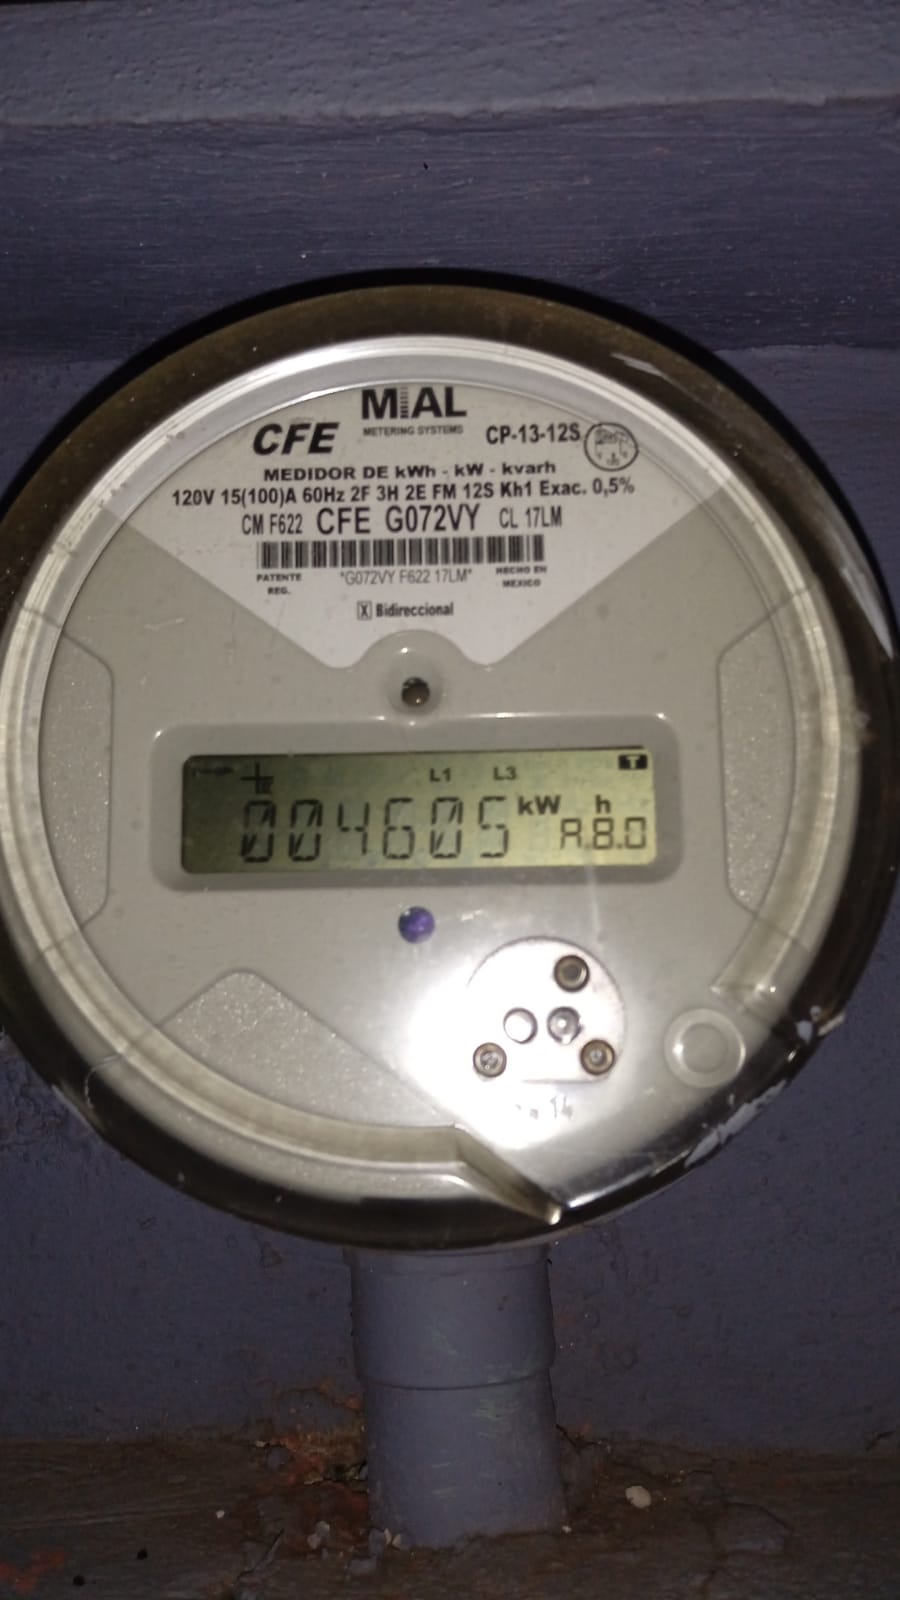 MIAL
METERING SYSTEMS
CFE
CP-13-12S
MEDIDOR DE kWh - kW - kvarh
120V 15(100)A 60Hz 2F 3H 2E FM 12S Kh1 Exac. 0,5%
CM F622 CFE G072VY CL 17LM
PATENTE REG.
*G072VY F622 17LM*
HECHO EN MEXICO
X Bidireccional
L1 L3 T
004605 kW h A.B.0